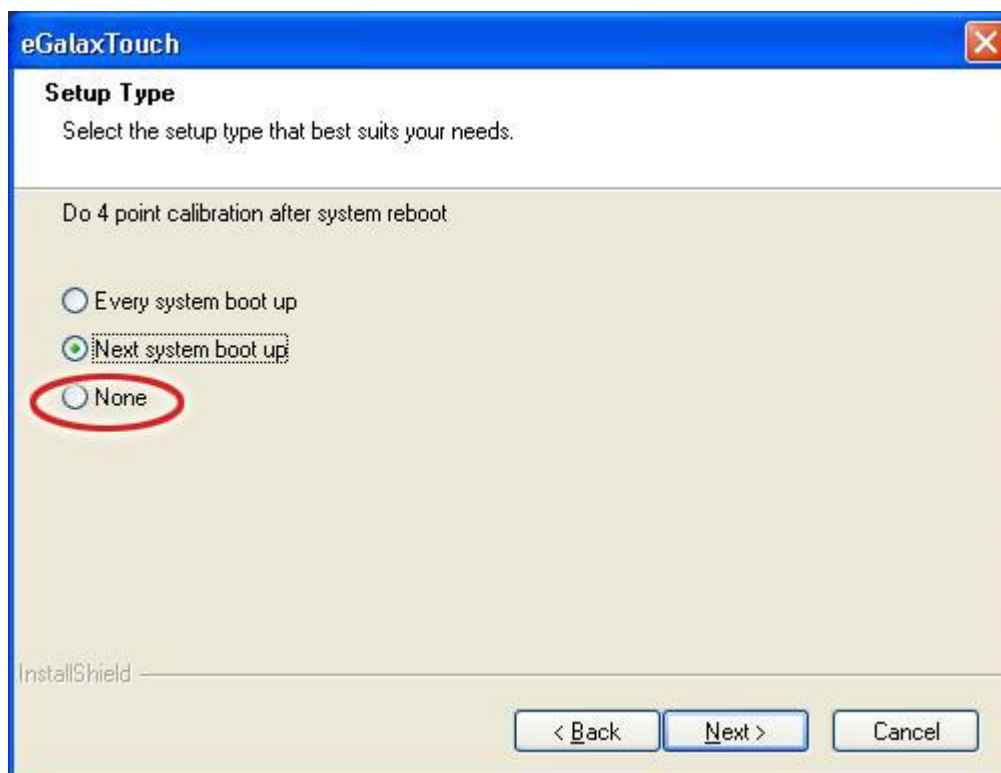 eGalaxTouch
Setup Type
Select the setup type that best suits your needs.
Do 4 point calibration after system reboot
Every system boot up
Next system boot up
None
InstallShield
< Back Next > Cancel